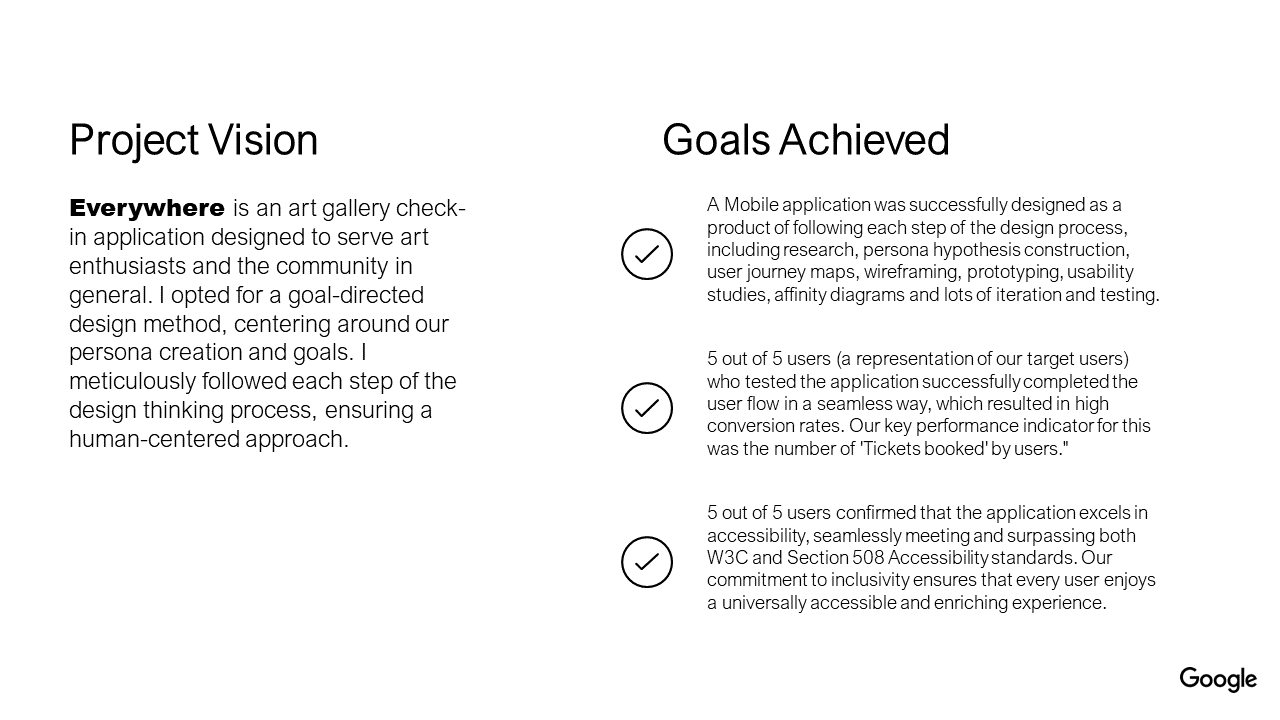 Project Vision
Everywhere is an art gallery check-
in application designed to serve art
enthusiasts and the community in
general. I opted for a goal-directed
design method, centering around our
persona creation and goals. I
meticulously followed each step of the
design thinking process, ensuring a
human-centered approach.
Goals Achieved
A Mobile application was successfully designed as a
product of following each step of the design process,
including research, persona hypothesis construction,
user journey maps, wireframing, prototyping, usability
studies, affinity diagrams and lots of iteration and testing.
5 out of 5 users (a representation of our target users)
who tested the application successfully completed the
user flow in a seamless way, which resulted in high
conversion rates. Our key performance indicator for this
was the number of 'Tickets booked' by users."
5 out of 5 users confirmed that the application excels in
accessibility, seamlessly meeting and surpassing both
W3C and Section 508 Accessibility standards. Our
commitment to inclusivity ensures that every user enjoys
a universally accessible and enriching experience.
Google